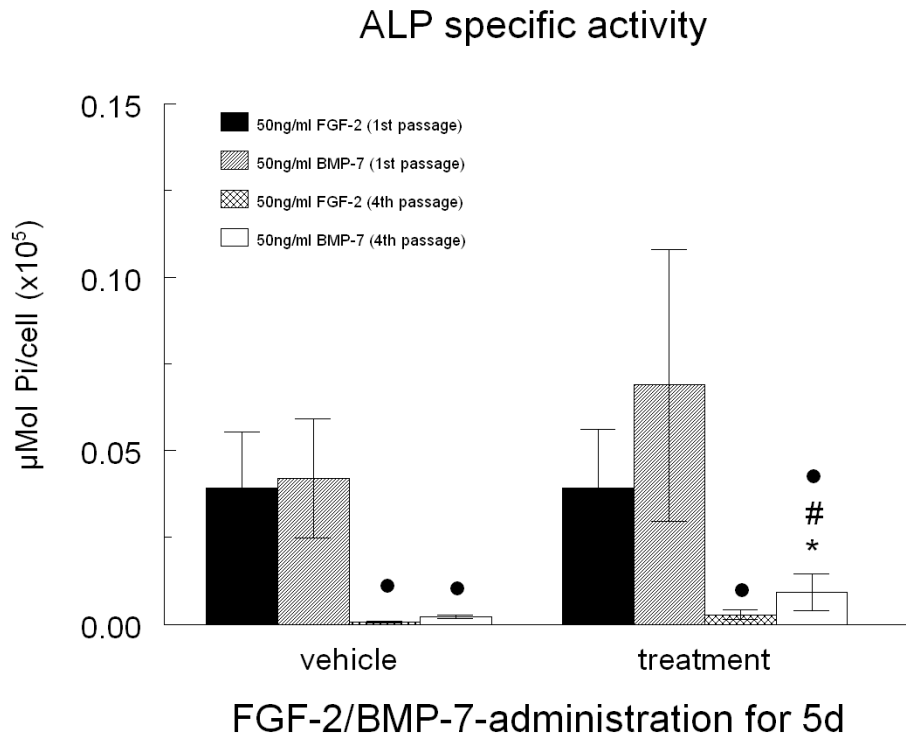 ALP specific activity
0.15
0.10
0.05
0.00
µMol Pi/cell (x10⁵)
50ng/ml FGF-2 (1st passage)
50ng/ml BMP-7 (1st passage)
50ng/ml FGF-2 (4th passage)
50ng/ml BMP-7 (4th passage)
●
●
●
●
#
*
vehicle treatment
FGF-2/BMP-7-administration for 5d